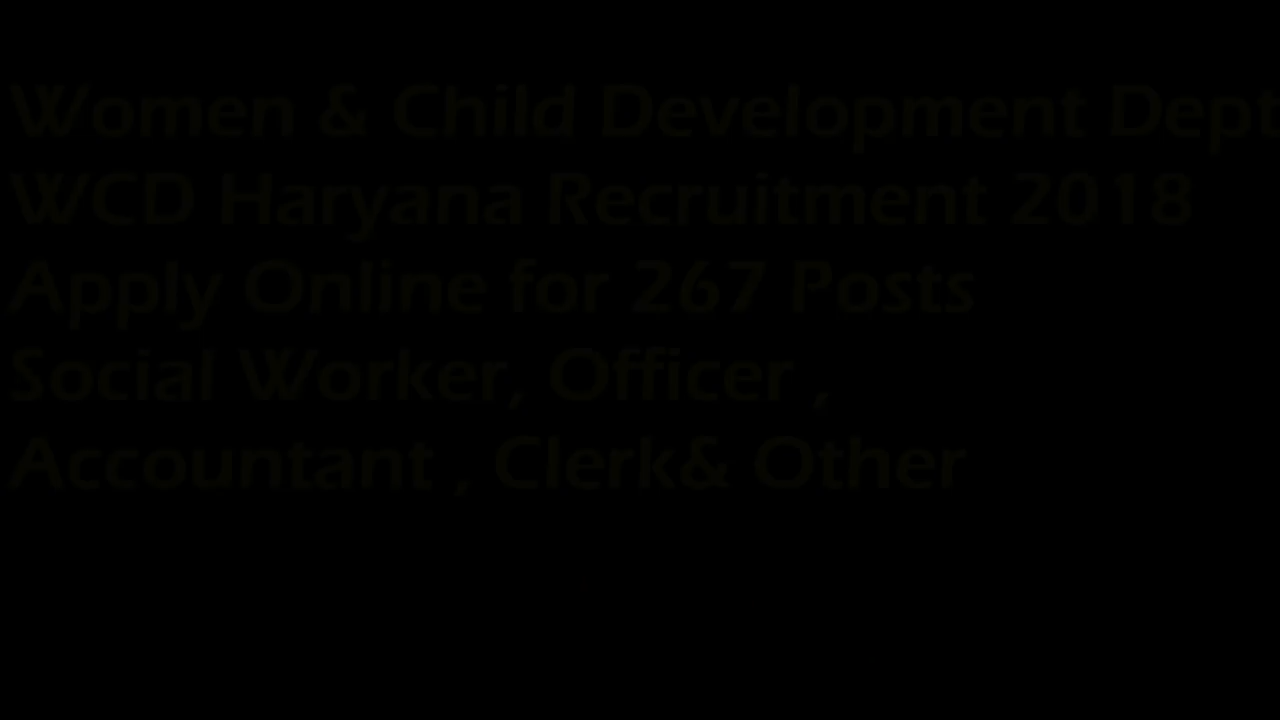 Women & Child Development Dept
WCD Haryana Recruitment 2018
Apply Online for 267 Posts
Social Worker, Officer ,
Accountant , Clerk& Other